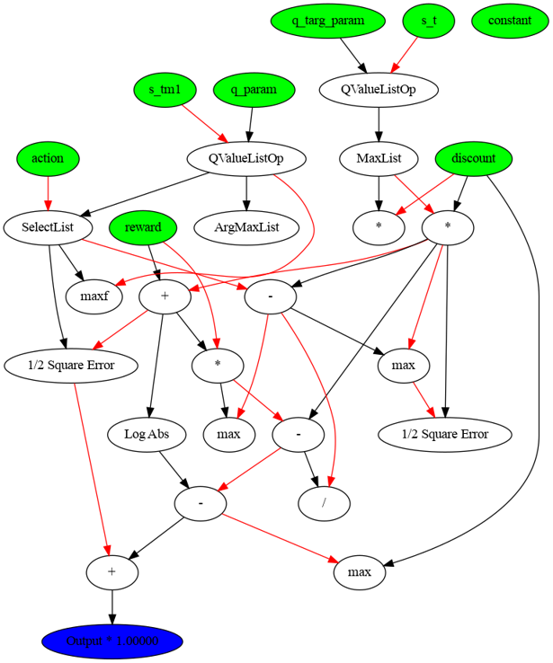 q_targ_param s_t constant
s_tm1 q_param QValueListOp
action QValueListOp MaxList discount
SelectList reward ArgMaxList * *
maxf + -
1/2 Square Error * max
Log Abs max - 1/2 Square Error
- /
+ max
Output * 1.00000